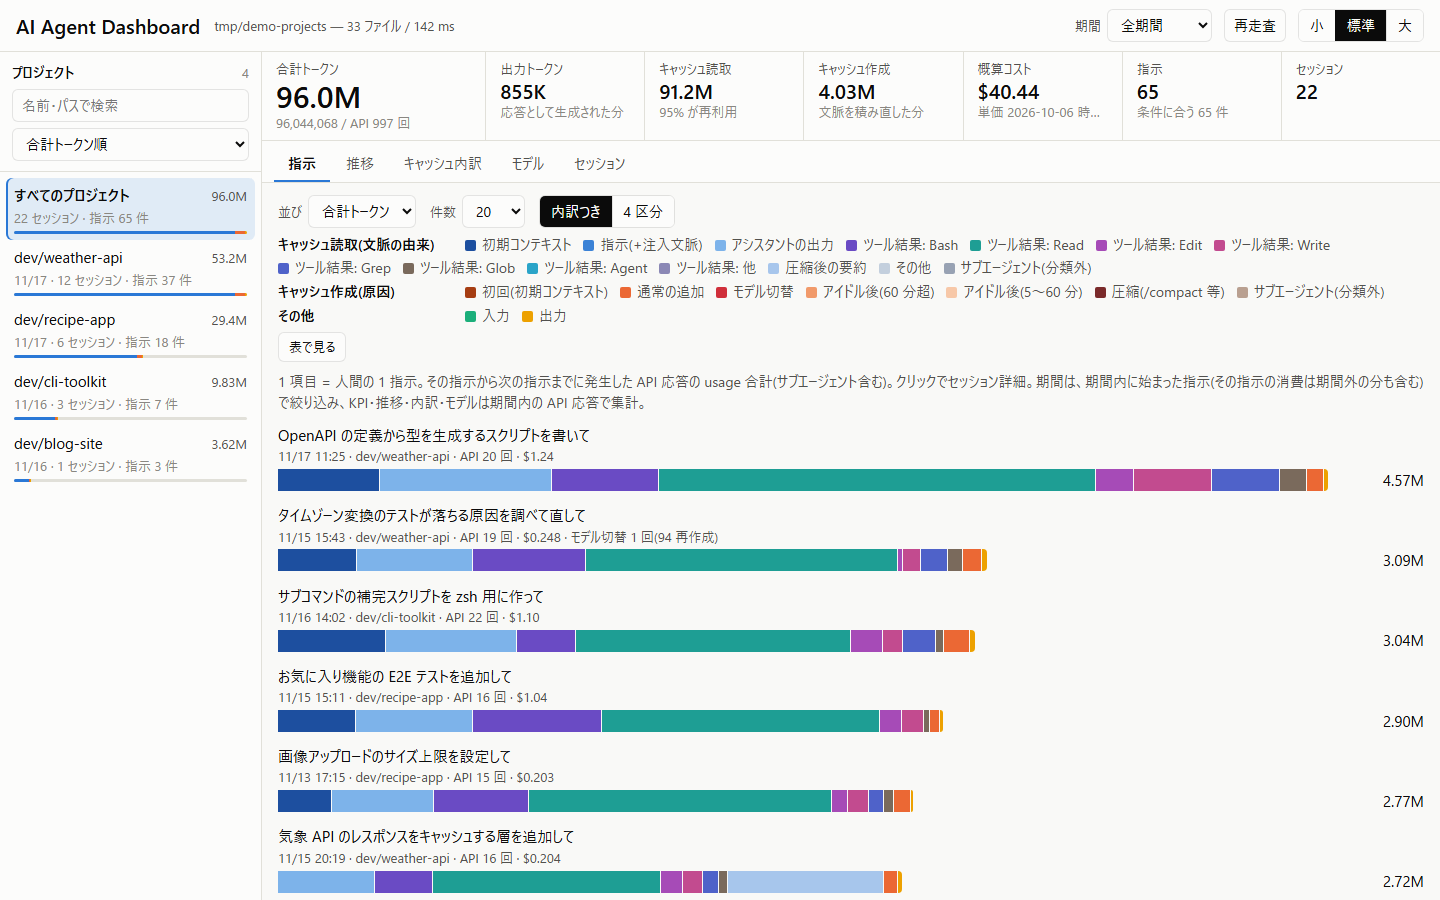 AI Agent Dashboard tmp/demo-projects — 33 ファイル / 142 ms 期間 全期間 再走査 小 標準 大
プロジェクト 4
名前・パスで検索
合計トークン順
すべてのプロジェクト 96.0M
22 セッション · 指示 65 件
dev/weather-api 53.2M
11/17 · 12 セッション · 指示 37 件
dev/recipe-app 29.4M
11/17 · 6 セッション · 指示 18 件
dev/cli-toolkit 9.83M
11/16 · 3 セッション · 指示 7 件
dev/blog-site 3.62M
11/16 · 1 セッション · 指示 3 件
合計トークン
96.0M
96,044,068 / API 997 回
出力トークン
855K
応答として生成された分
キャッシュ読取
91.2M
95% が再利用
キャッシュ作成
4.03M
文脈を積み直した分
概算コスト
$40.44
単価 2026-10-06 時…
指示
65
条件に合う 65 件
セッション
22
指示 推移 キャッシュ内訳 モデル セッション
並び 合計トークン 件数 20 内訳つき 4 区分
キャッシュ読取(文脈の由来) 初期コンテキスト 指示(+注入文脈) アシスタントの出力 ツール結果: Bash ツール結果: Read ツール結果: Edit ツール結果: Write
ツール結果: Grep ツール結果: Glob ツール結果: Agent ツール結果: 他 圧縮後の要約 その他 サブエージェント(分類外)
キャッシュ作成(原因) 初回(初期コンテキスト) 通常の追加 モデル切替 アイドル後(60 分超) アイドル後(5〜60 分) 圧縮(/compact 等) サブエージェント(分類外)
その他 入力 出力
表で見る
1 項目 = 人間の 1 指示。その指示から次の指示までに発生した API 応答の usage 合計(サブエージェント含む)。クリックでセッション詳細。期間は、期間内に始まった指示(その指示の消費は期間外の分も含む)
で絞り込み、KPI・推移・内訳・モデルは期間内の API 応答で集計。
OpenAPI の定義から型を生成するスクリプトを書いて
11/17 11:25 · dev/weather-api · API 20 回 · $1.24
4.57M
タイムゾーン変換のテストが落ちる原因を調べて直して
11/15 15:43 · dev/weather-api · API 19 回 · $0.248 · モデル切替 1 回(94 再作成)
3.09M
サブコマンドの補完スクリプトを zsh 用に作って
11/16 14:02 · dev/cli-toolkit · API 22 回 · $1.10
3.04M
お気に入り機能の E2E テストを追加して
11/15 15:11 · dev/recipe-app · API 16 回 · $1.04
2.90M
画像アップロードのサイズ上限を設定して
11/13 17:15 · dev/recipe-app · API 15 回 · $0.203
2.77M
気象 API のレスポンスをキャッシュする層を追加して
11/15 20:19 · dev/weather-api · API 16 回 · $0.204
2.72M